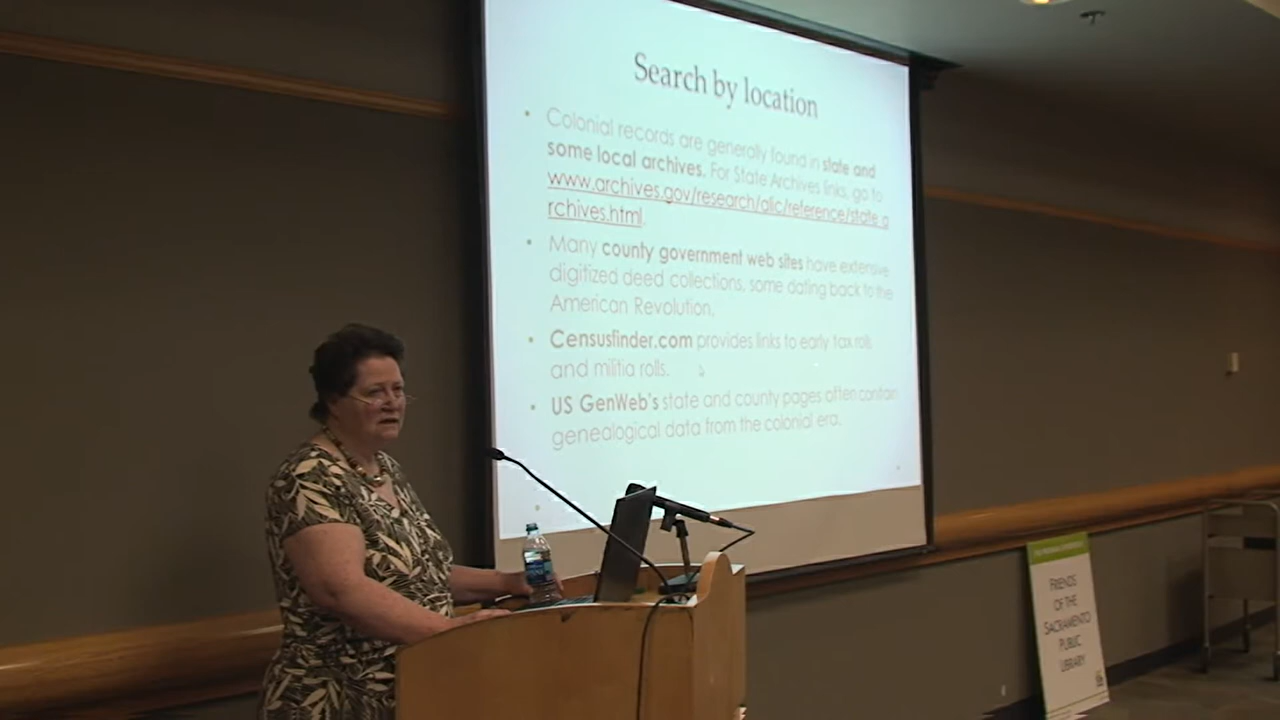 Search by location
• Colonial records are generally found in state and
some local archives. For State Archives links, go to
www.archives.gov/research/alic/reference/state_a
rchives.html.
• Many county government web sites have extensive
digitized deed collections, some dating back to the
American Revolution.
• Censusfinder.com provides links to early tax rolls
and militia rolls.
• US GenWeb's state and county pages often contain
genealogical data from the colonial era.
FRIENDS
OF THE
SACRAMENTO
PUBLIC
LIBRARY